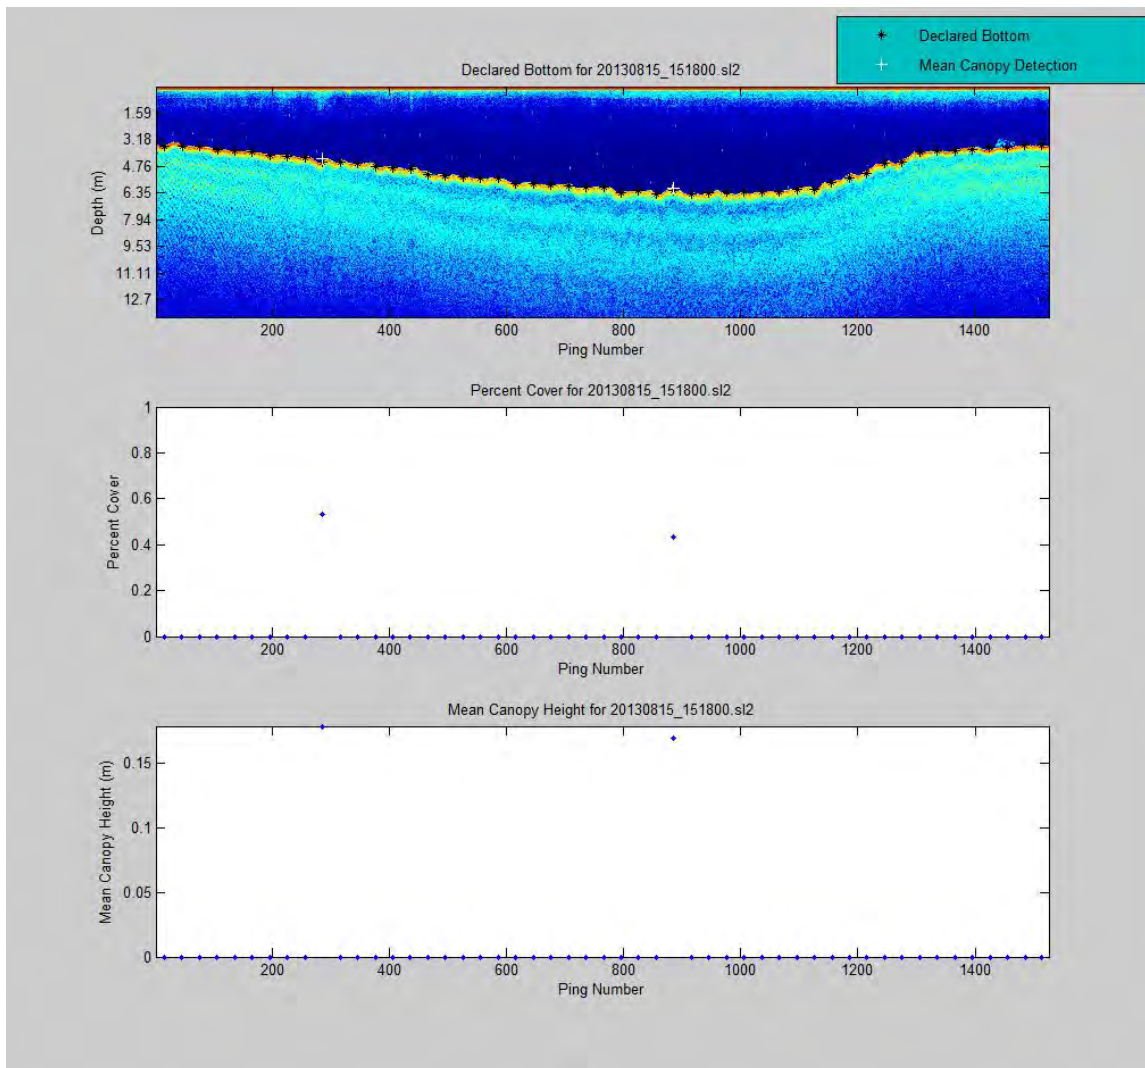 Declared Bottom
Mean Canopy Detection
Declared Bottom for 20130815_151800.sl2
Depth (m)
1.59
3.18
4.76
6.35
7.94
9.53
11.11
12.7
200 400 600 800 1000 1200 1400
Ping Number
Percent Cover for 20130815_151800.sl2
Percent Cover
1
0.8
0.6
0.4
0.2
0
200 400 600 800 1000 1200 1400
Ping Number
Mean Canopy Height for 20130815_151800.sl2
Mean Canopy Height (m)
0.15
0.1
0.05
0
200 400 600 800 1000 1200 1400
Ping Number